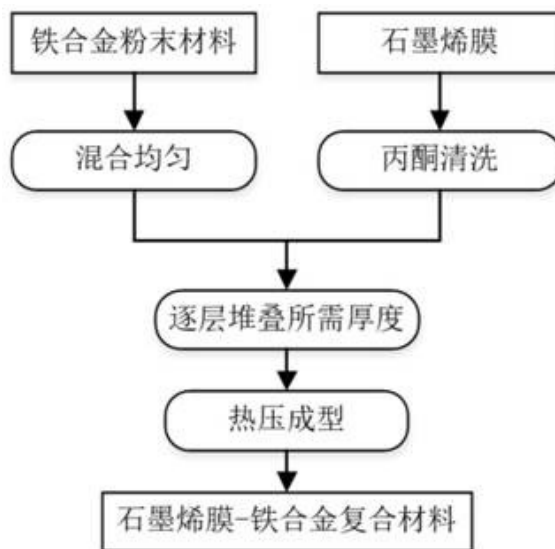 铁合金粉末材料
石墨烯膜
混合均匀
丙酮清洗
逐层堆叠所需厚度
热压成型
石墨烯膜-铁合金复合材料